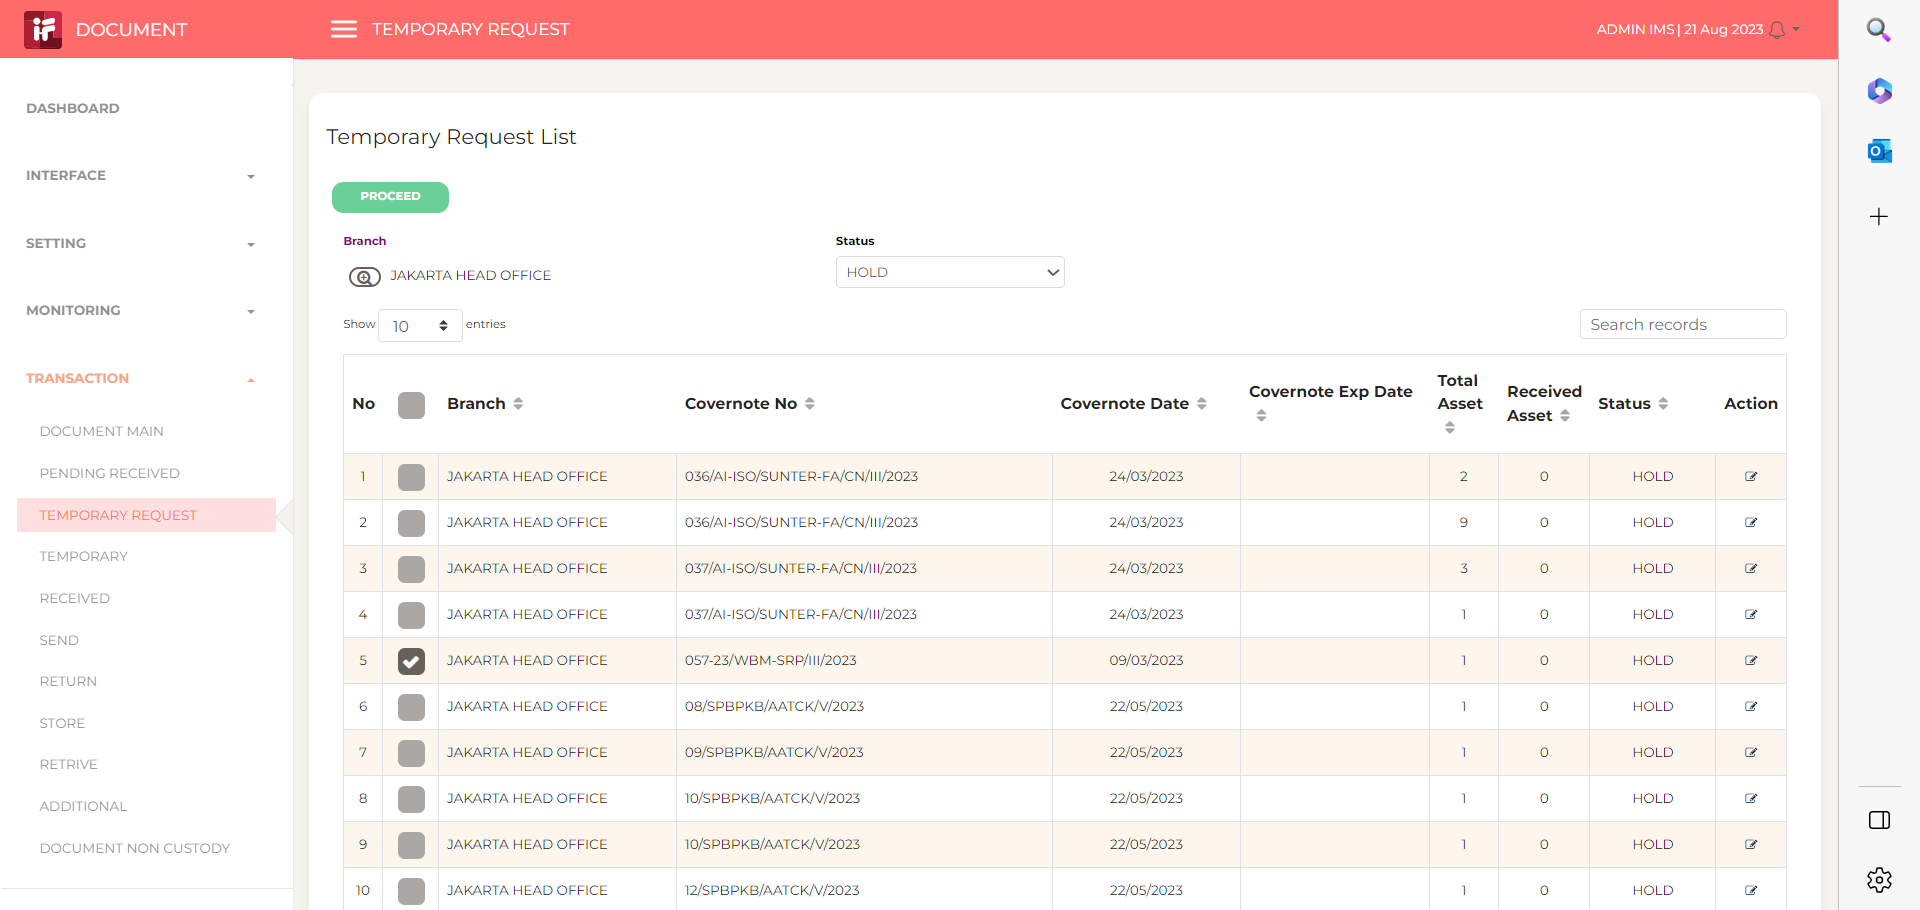 DOCUMENT
TEMPORARY REQUEST
ADMIN IMS | 21 Aug 2023
DASHBOARD
INTERFACE
SETTING
MONITORING
TRANSACTION
DOCUMENT MAIN
PENDING RECEIVED
TEMPORARY REQUEST
TEMPORARY
RECEIVED
SEND
RETURN
STORE
RETRIVE
ADDITIONAL
DOCUMENT NON CUSTODY
Temporary Request List
PROCEED
Branch
JAKARTA HEAD OFFICE
Status
HOLD
Show 10 entries
Search records
No Branch Covernote No Covernote Date Covernote Exp Date Total Asset Received Asset Status Action
1 JAKARTA HEAD OFFICE 036/AI-ISO/SUNTER-FA/CN/III/2023 24/03/2023 2 0 HOLD
2 JAKARTA HEAD OFFICE 036/AI-ISO/SUNTER-FA/CN/III/2023 24/03/2023 9 0 HOLD
3 JAKARTA HEAD OFFICE 037/AI-ISO/SUNTER-FA/CN/III/2023 24/03/2023 3 0 HOLD
4 JAKARTA HEAD OFFICE 037/AI-ISO/SUNTER-FA/CN/III/2023 24/03/2023 1 0 HOLD
5 JAKARTA HEAD OFFICE 057-23/WBM-SRP/III/2023 09/03/2023 1 0 HOLD
6 JAKARTA HEAD OFFICE 08/SPBPKB/AATCK/V/2023 22/05/2023 1 0 HOLD
7 JAKARTA HEAD OFFICE 09/SPBPKB/AATCK/V/2023 22/05/2023 1 0 HOLD
8 JAKARTA HEAD OFFICE 10/SPBPKB/AATCK/V/2023 22/05/2023 1 0 HOLD
9 JAKARTA HEAD OFFICE 10/SPBPKB/AATCK/V/2023 22/05/2023 1 0 HOLD
10 JAKARTA HEAD OFFICE 12/SPBPKB/AATCK/V/2023 22/05/2023 1 0 HOLD